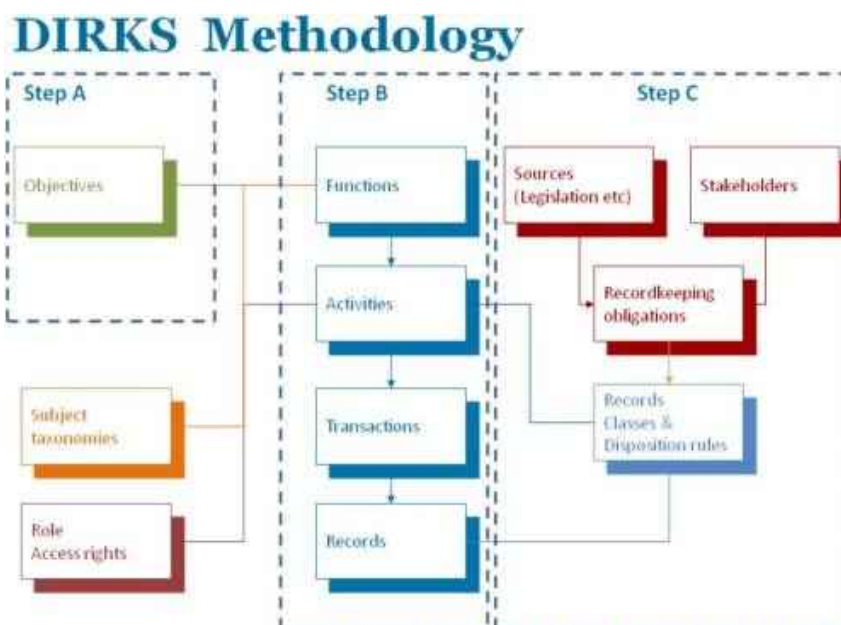 DIRKS Methodology
Step A
Step B
Step C
Objectives
Functions
Sources
(Legislation etc)
Stakeholders
Activities
Recordkeeping
obligations
Subject
taxonomies
Transactions
Records
Classes &
Disposition rules
Role
Access rights
Records